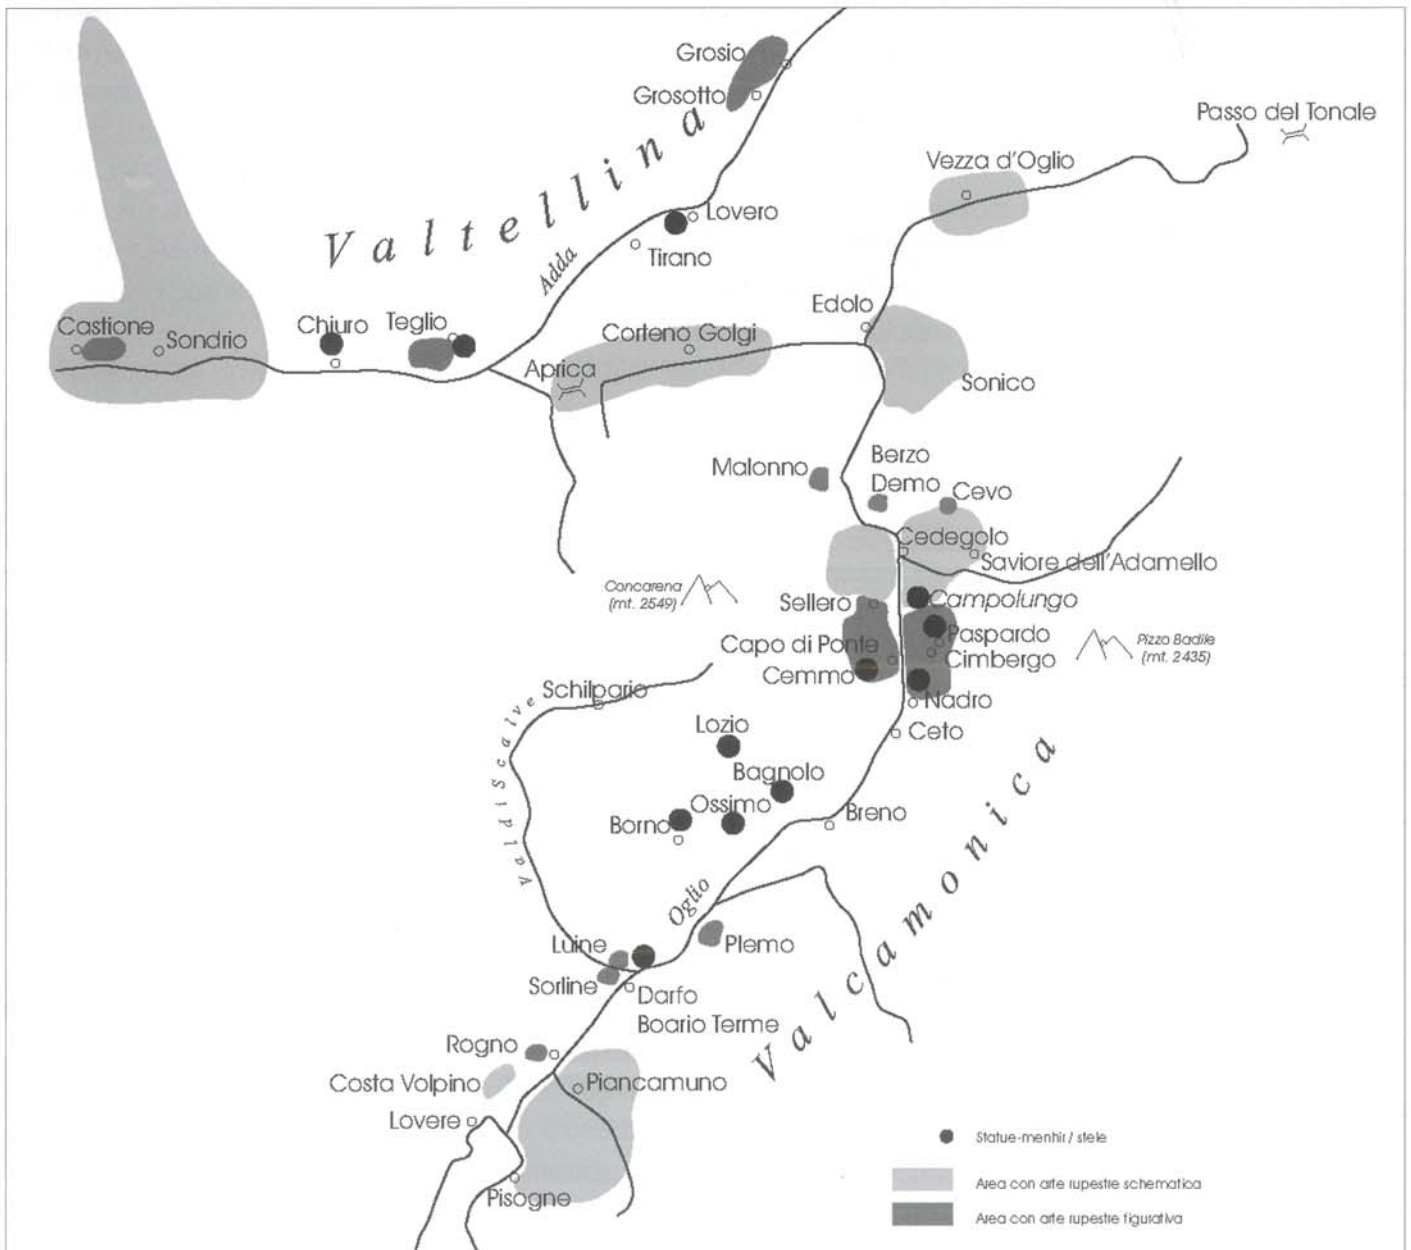 Grosio
Grosotto
Passo del Tonale
Vezza d'Oglio
Valtellina
Lovero
Adda
Tirano
Edolo
Castione
Sondrio
Chiuro
Teglio
Corteno Golgi
Aprica
Sonico
Malonno
Berzo
Demo
Cevo
Cedegolo
Saviore dell'Adamello
Concarena
(mt. 2549)
Sellero
Campolungo
Capo di Ponte
Paspardo
Pizzo Badile
(mt. 2435)
Cemmo
Cimbergo
Schilpario
Nadro
Val di Scalve
Lozio
Ceto
Bagnolo
Ossimo
Borno
Breno
Valcamonica
Oglio
Luine
Plemo
Sorline
Darfo
Boario Terme
Rogno
Costa Volpino
Piancamuno
Lovere
Pisogne
Statue-menhir / stele
Area con arte rupestre schematica
Area con arte rupestre figurativa